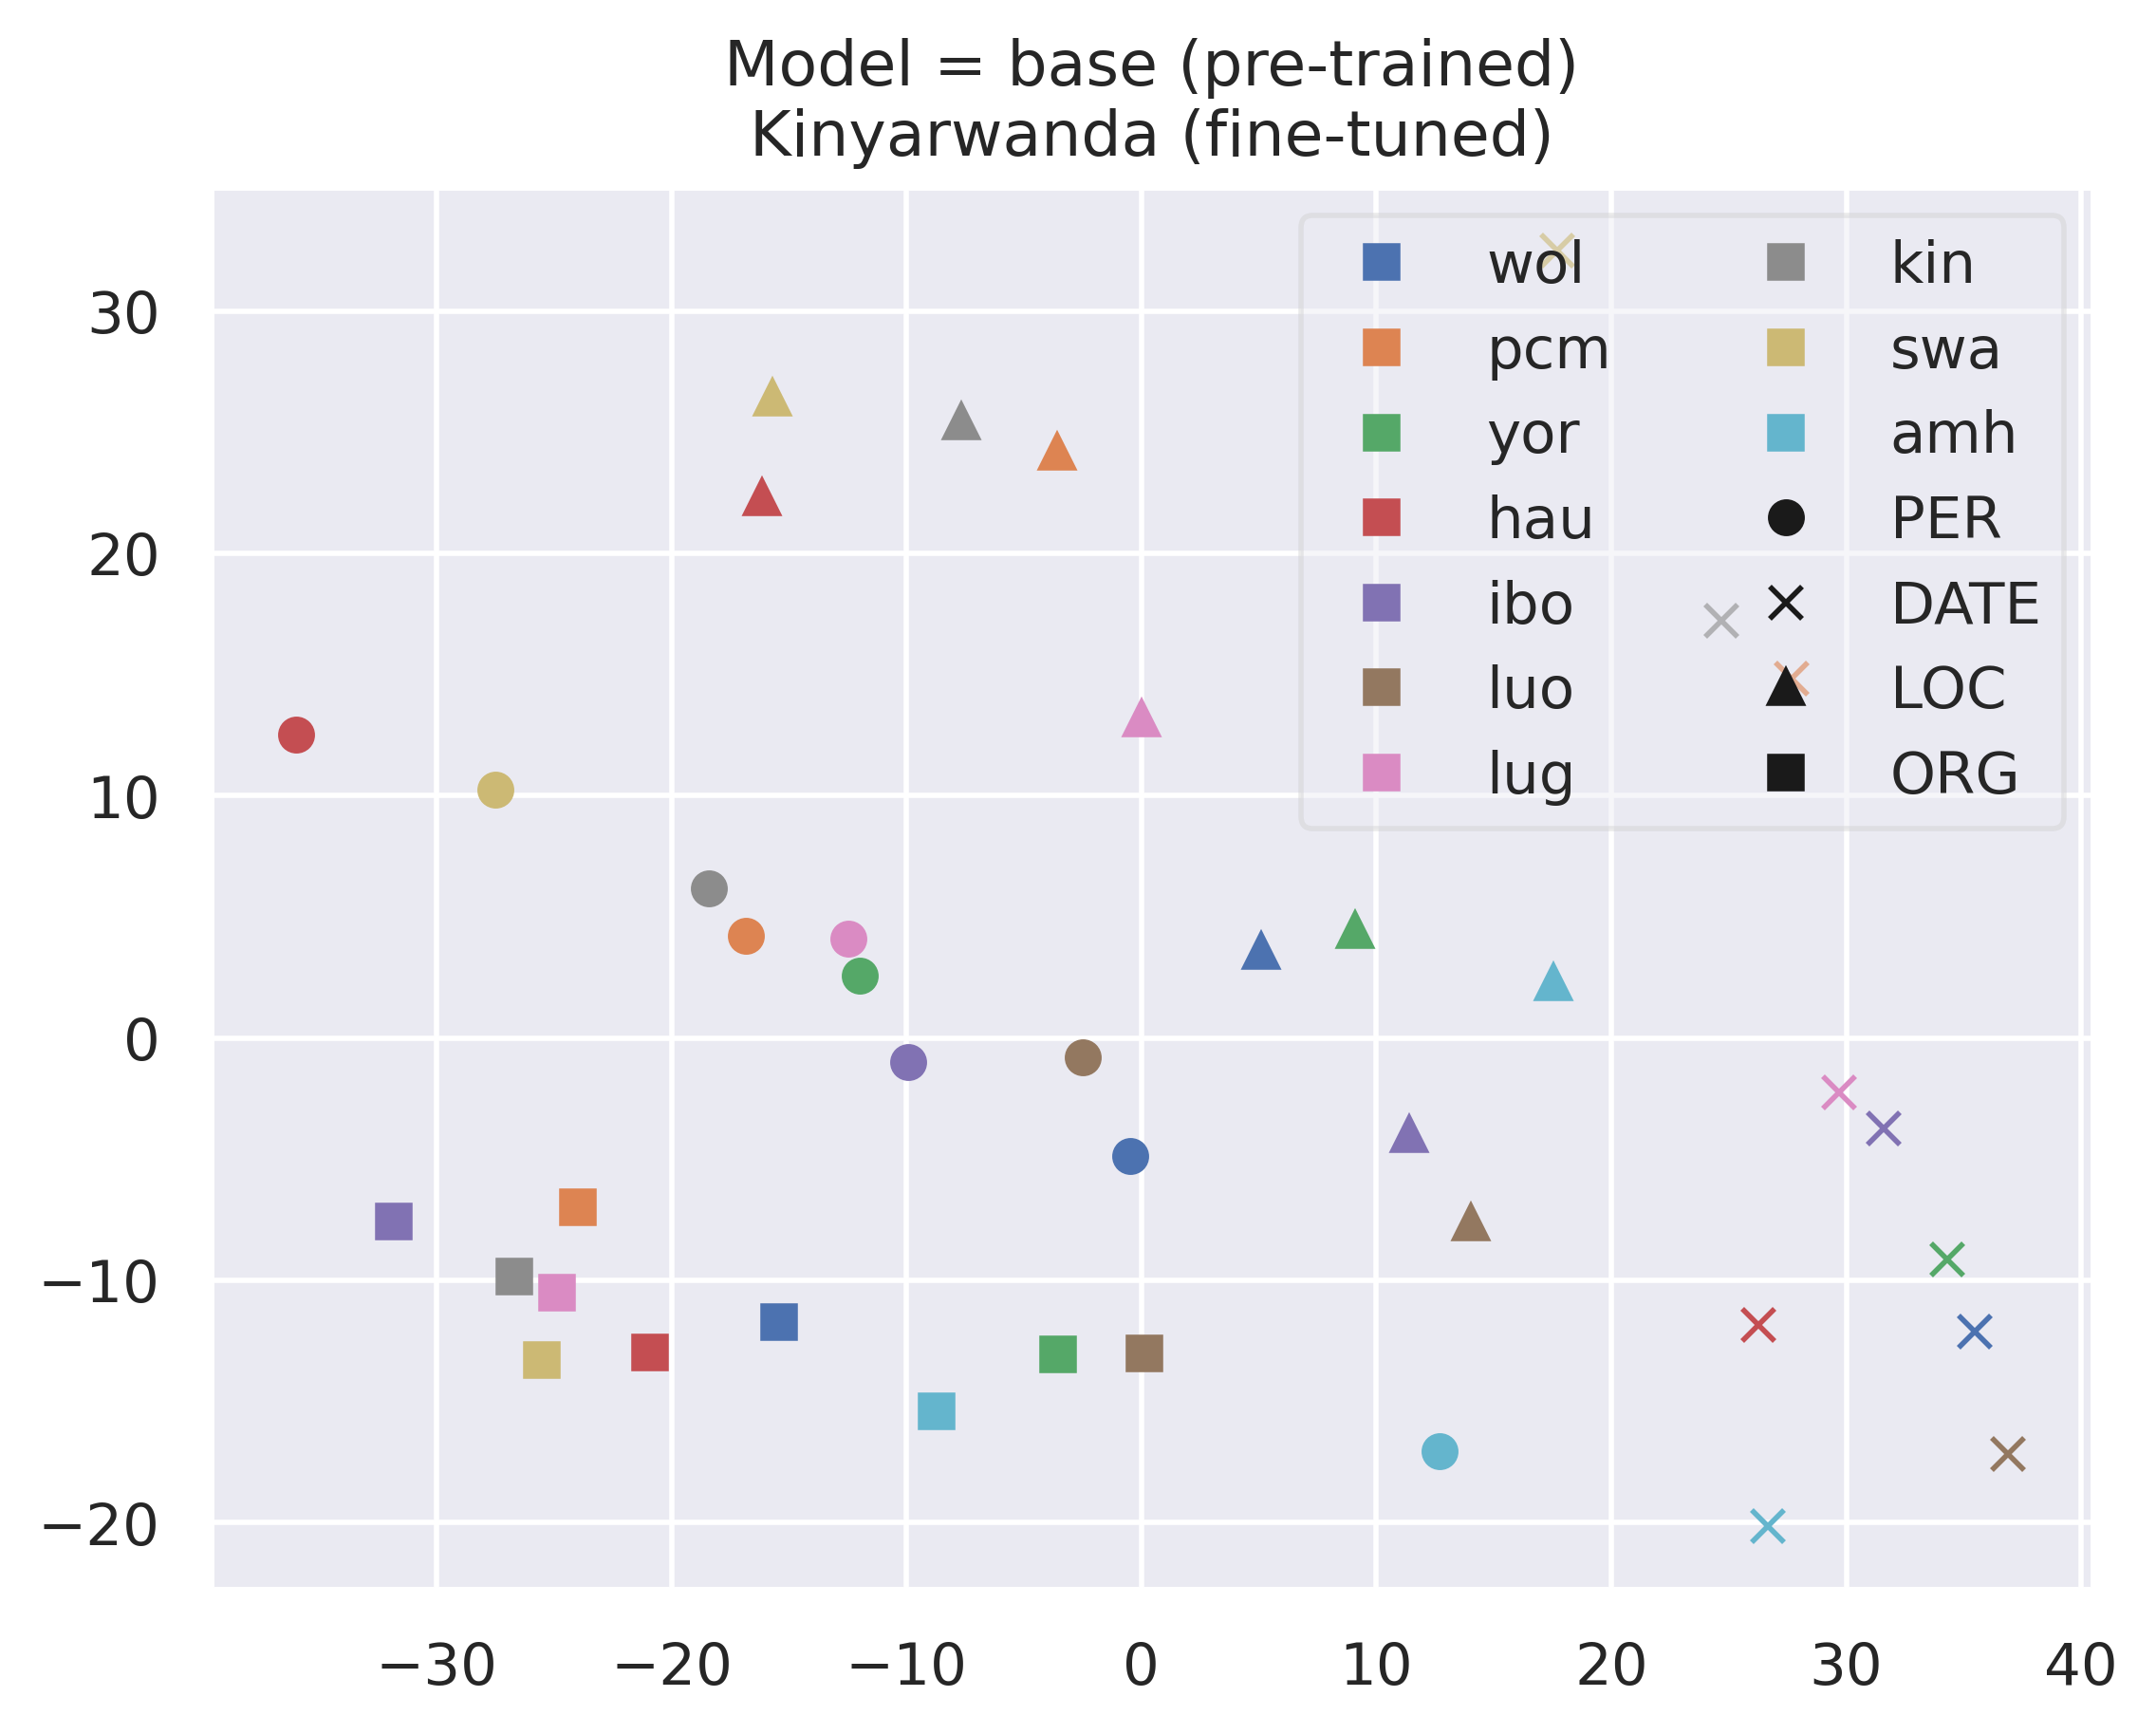 Model = base (pre-trained)
Kinyarwanda (fine-tuned)
30
20
10
0
−10
−20
−30
−20
−10
0
10
20
30
40
wol
pcm
yor
hau
ibo
luo
lug
kin
swa
amh
PER
DATE
LOC
ORG